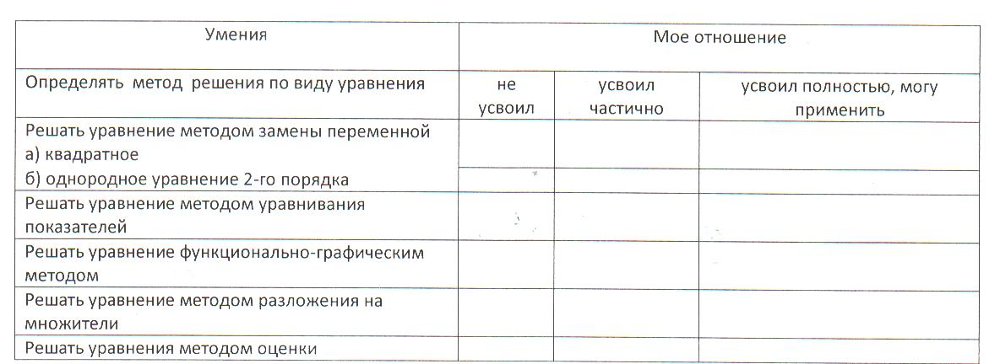 Умения
Мое отношение
Определять метод решения по виду уравнения
не
усвоил
усвоил
частично
усвоил полностью, могу
применить
Решать уравнение методом замены переменной
а) квадратное
б) однородное уравнение 2-го порядка
Решать уравнение методом уравнивания
показателей
Решать уравнение функционально-графическим
методом
Решать уравнение методом разложения на
множители
Решать уравнения методом оценки